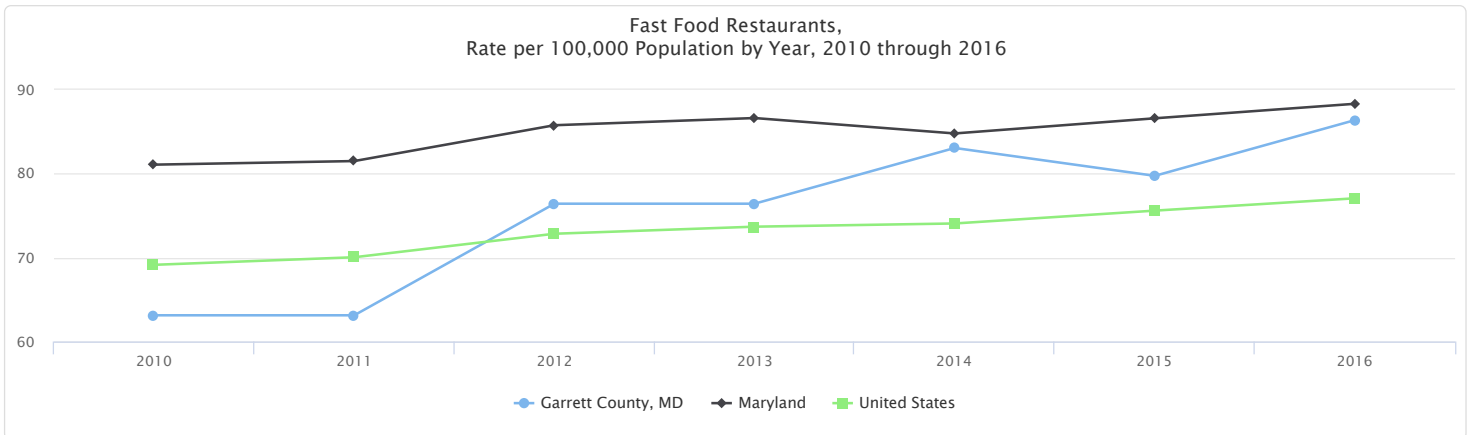 Fast Food Restaurants,
Rate per 100,000 Population by Year, 2010 through 2016
90
80
70
60
2010 2011 2012 2013 2014 2015 2016
Garrett County, MD Maryland United States